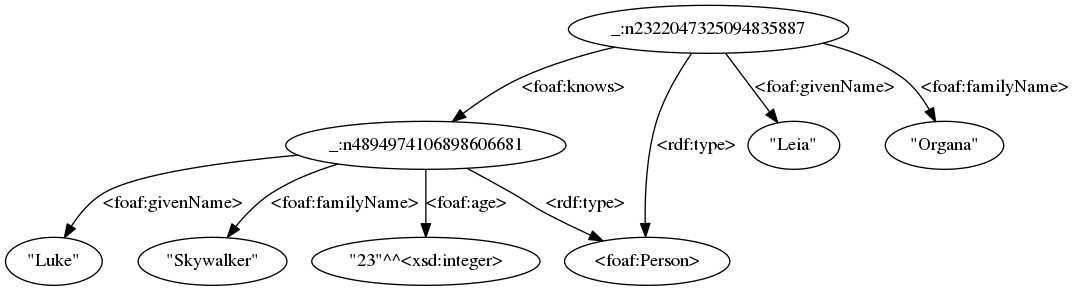 _:n2322047325094835887
<foaf:knows>
<foaf:givenName>
<foaf:familyName>
_:n4894974106898606681
<rdf:type>
"Leia"
"Organa"
<foaf:givenName>
<foaf:familyName>
<foaf:age>
<rdf:type>
"Luke"
"Skywalker"
"23"^^<xsd:integer>
<foaf:Person>